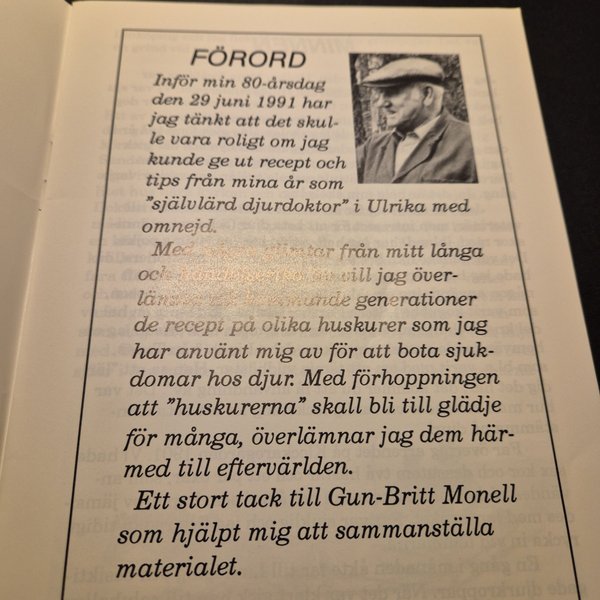 FÖRORD
Inför min 80-årsdag
den 29 juni 1991 har
jag tänkt att det skul-
le vara roligt om jag
kunde ge ut recept och
tips från mina år som
"självlärd djurdoktor" i Ulrika med
omnejd.
Med glimtar från mitt långa
och vill jag över-
generationer
de recept på olika huskurer som jag
har använt mig av för att bota sjuk-
domar hos djur. Med förhoppningen
att "huskurerna" skall bli till glädje
för många, överlämnar jag dem här-
med till eftervärlden.
Ett stort tack till Gun-Britt Monell
som hjälpt mig att sammanställa
materialet.